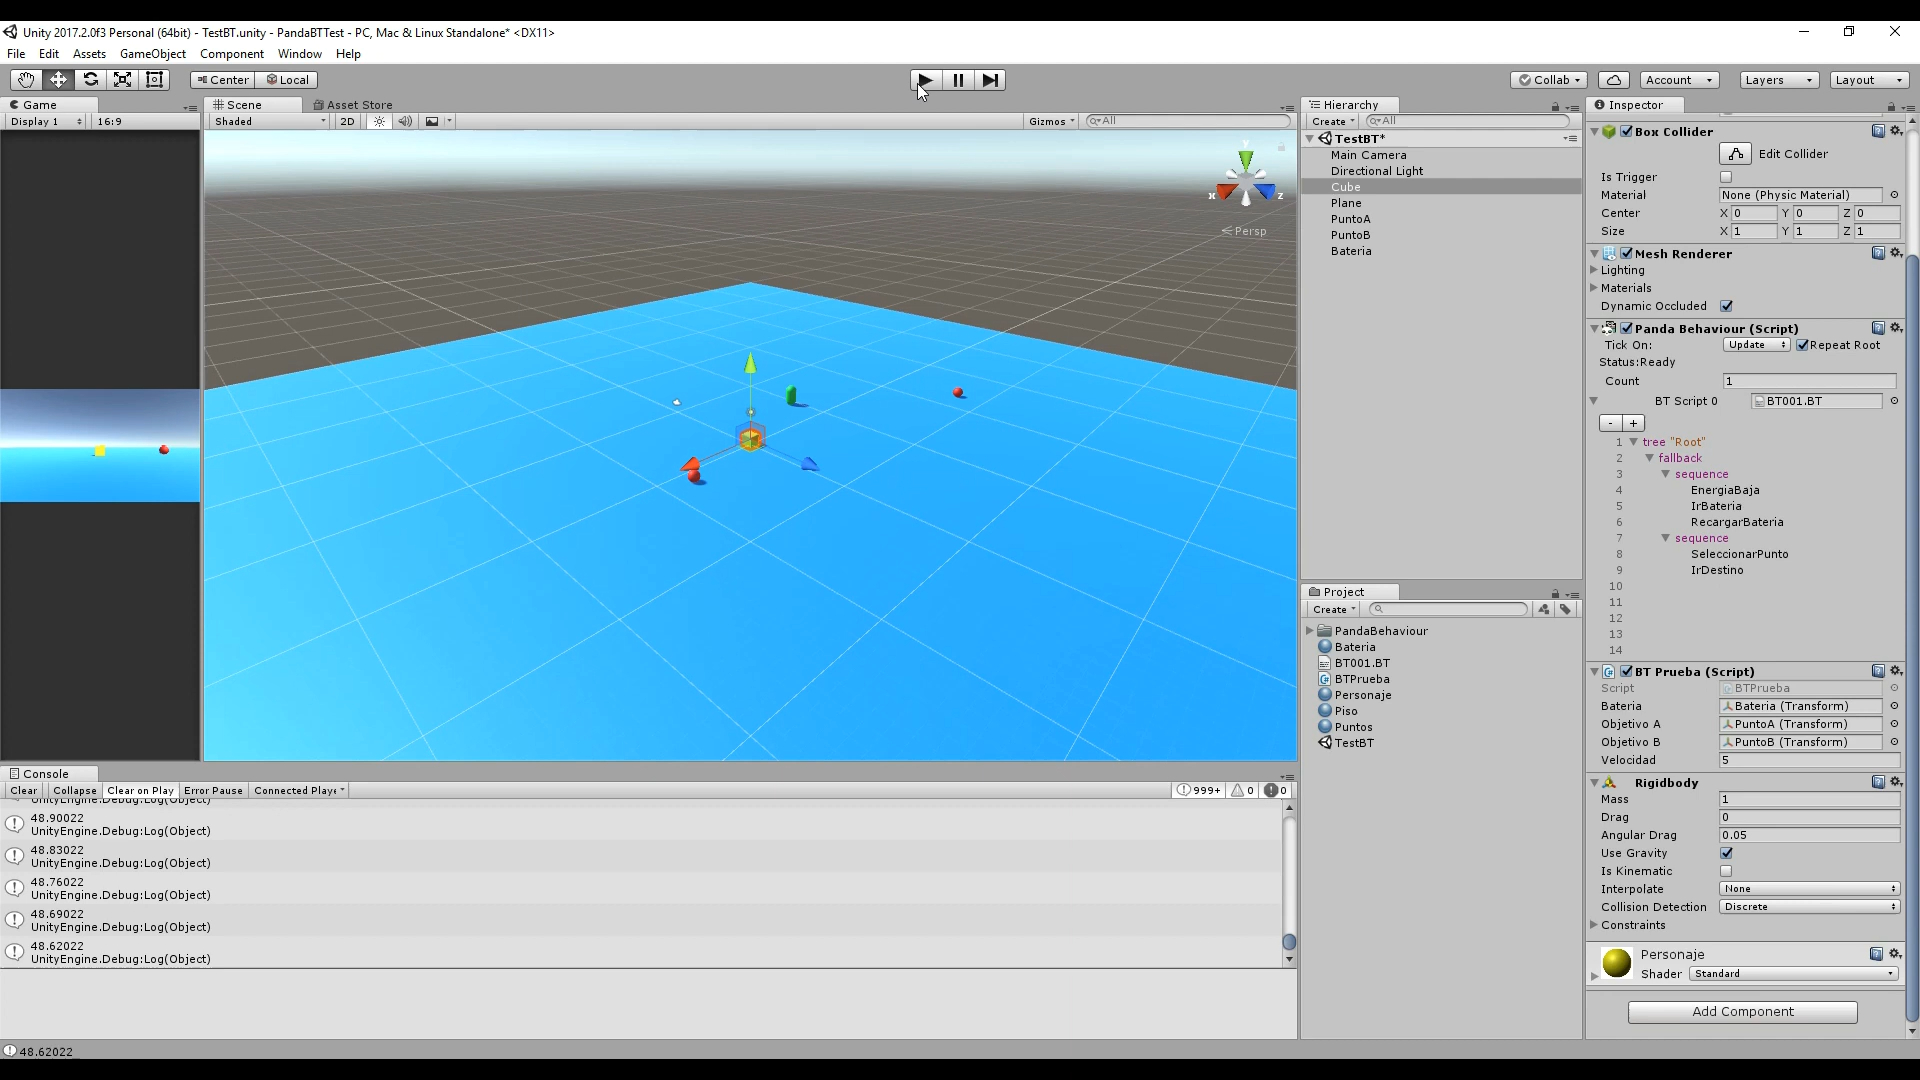 Unity 2017.2.0f3 Personal (64bit) - TestBT.unity - PandaBTTest - PC, Mac & Linux Standalone* <DX11>
File Edit Assets GameObject Component Window Help
Center Local
Collab Account Layers Layout
Game
Display 1 16:9
Scene Asset Store
Shaded 2D Gizmos All
y
x z
Persp
Hierarchy
Create All
TestBT*
Main Camera
Directional Light
Cube
Plane
PuntoA
PuntoB
Bateria
Project
Create
PandaBehaviour
Bateria
BT001.BT
BTPrueba
Personaje
Piso
Puntos
TestBT
Inspector
Box Collider
Edit Collider
Is Trigger
Material None (Physic Material)
Center X 0 Y 0 Z 0
Size X 1 Y 1 Z 1
Mesh Renderer
Lighting
Materials
Dynamic Occluded
Panda Behaviour (Script)
Tick On: Update Repeat Root
Status:Ready
Count 1
BT Script 0 BT001.BT
- +
1 tree "Root"
2 fallback
3 sequence
4 EnergiaBaja
5 IrBateria
6 RecargarBateria
7 sequence
8 SeleccionarPunto
9 IrDestino
10
11
12
13
14
BT Prueba (Script)
Script BTPrueba
Bateria Bateria (Transform)
Objetivo A PuntoA (Transform)
Objetivo B PuntoB (Transform)
Velocidad 5
Rigidbody
Mass 1
Drag 0
Angular Drag 0.05
Use Gravity
Is Kinematic
Interpolate None
Collision Detection Discrete
Constraints
Personaje
Shader Standard
Add Component
Console
Clear Collapse Clear on Play Error Pause Connected Playe 999+ 0 0
UnityEngine.Debug:Log(Object)
48.90022
UnityEngine.Debug:Log(Object)
48.83022
UnityEngine.Debug:Log(Object)
48.76022
UnityEngine.Debug:Log(Object)
48.69022
UnityEngine.Debug:Log(Object)
48.62022
UnityEngine.Debug:Log(Object)
48.62022